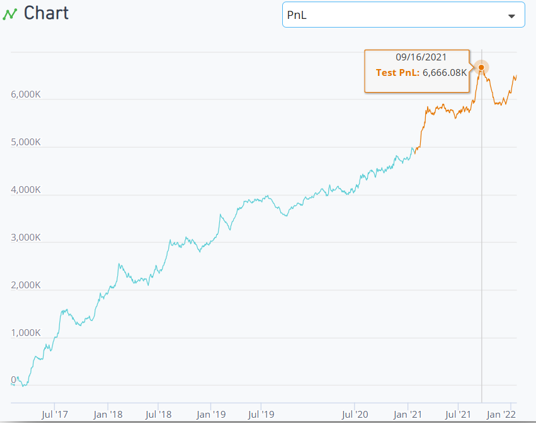 Chart
PnL
09/16/2021
Test PnL: 6,666.08K
6,000K
5,000K
4,000K
3,000K
2,000K
1,000K
0
Jul '17
Jan '18
Jul '18
Jan '19
Jul '19
Jul '20
Jan '21
Jul '21
Jan '22